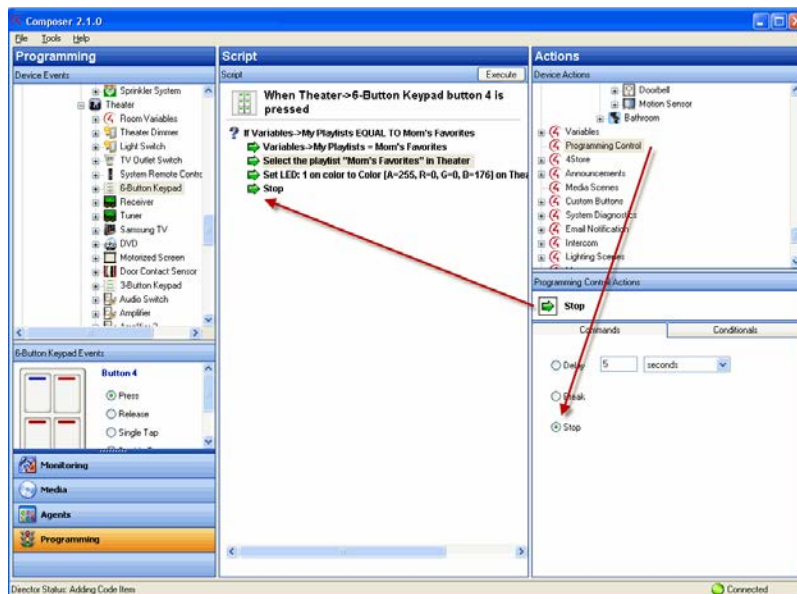 Composer 2.1.0
File Tools Help
Programming
Device Events
Sprinkler System
Theater
Room Variables
Theater Dimmer
Light Switch
TV Outlet Switch
System Remote Contrc
6-Button Keypad
Receiver
Tuner
Samsung TV
DVD
Motorized Screen
Door Contact Sensor
3-Button Keypad
Audio Switch
Amplifier
6-Button Keypad Events
Button 4
Press
Release
Single Tap
Monitoring
Media
Agents
Programming
Script
Script Execute
When Theater->6-Button Keypad button 4 is
pressed
If Variables->My Playlists EQUAL TO Mom's Favorites
Variables->My Playlists = Mom's Favorites
Select the playlist "Mom's Favorites" in Theater
Set LED: 1 on color to Color [A=255, R=0, G=0, B=176] on Thea
Stop
Actions
Device Actions
Doorbell
Motion Sensor
Bathroom
Variables
Programming Control
4Store
Announcements
Media Scenes
Custom Buttons
System Diagnostics
Email Notification
Intercom
Lighting Scenes
Programming Control Actions
Stop
Commands Conditionals
Delay 5 seconds
Break
Stop
Director Status: Adding Code Item Connected